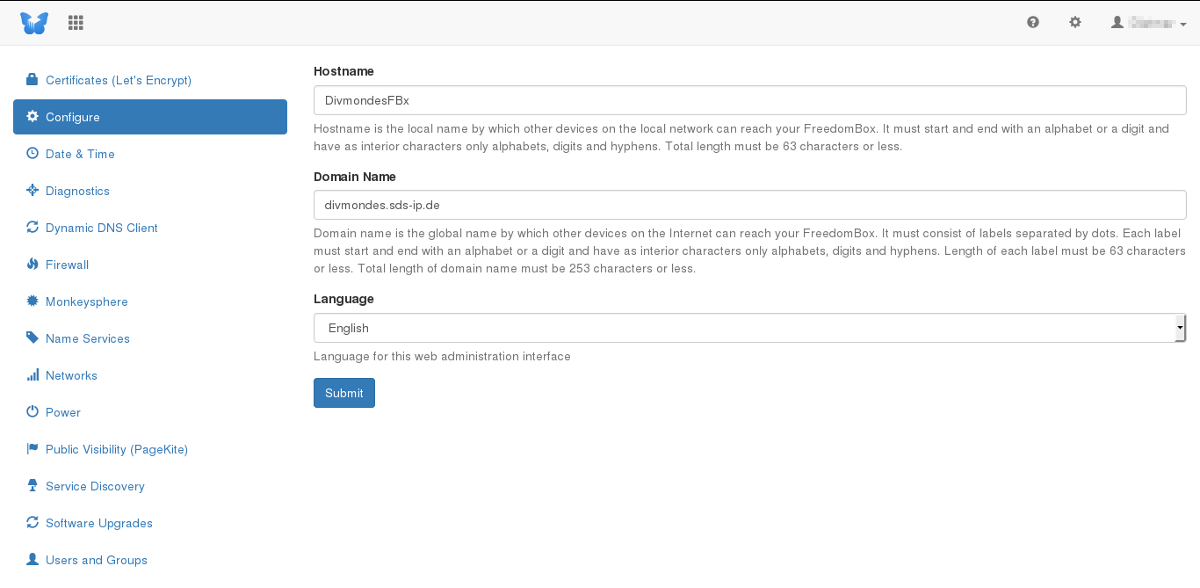 Certificates (Let's Encrypt)
Configure
Date & Time
Diagnostics
Dynamic DNS Client
Firewall
Monkeysphere
Name Services
Networks
Power
Public Visibility (PageKite)
Service Discovery
Software Upgrades
Users and Groups
Hostname
DivmondesFBx
Hostname is the local name by which other devices on the local network can reach your FreedomBox. It must start and end with an alphabet or a digit and
have as interior characters only alphabets, digits and hyphens. Total length must be 63 characters or less.
Domain Name
divmondes.sds-ip.de
Domain name is the global name by which other devices on the Internet can reach your FreedomBox. It must consist of labels separated by dots. Each label
must start and end with an alphabet or a digit and have as interior characters only alphabets, digits and hyphens. Length of each label must be 63 characters
or less. Total length of domain name must be 253 characters or less.
Language
English
Language for this web administration interface
Submit